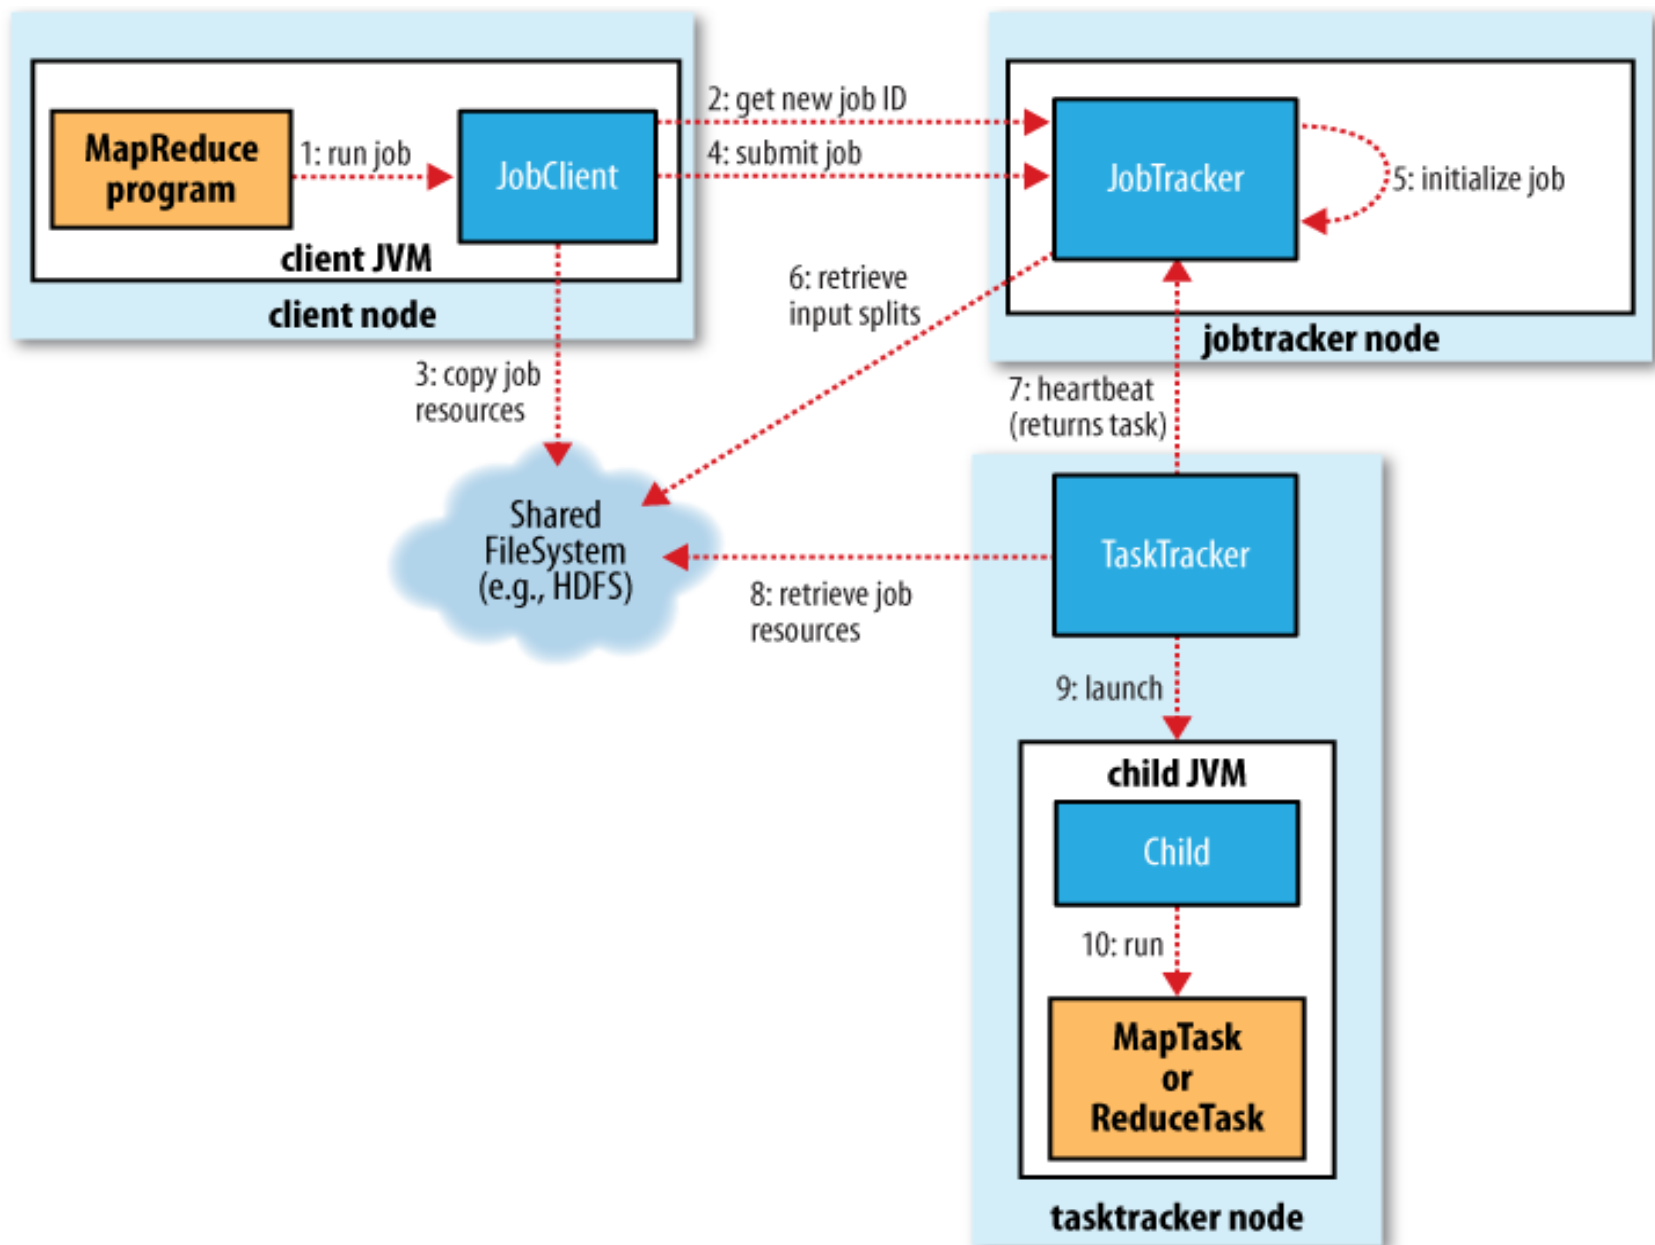 MapReduce
program
1: run job
JobClient
client JVM
client node
2: get new job ID
4: submit job
JobTracker
5: initialize job
jobtracker node
3: copy job
resources
6: retrieve
input splits
7: heartbeat
(returns task)
Shared
FileSystem
(e.g., HDFS)
8: retrieve job
resources
TaskTracker
9: launch
child JVM
Child
10: run
MapTask
or
ReduceTask
tasktracker node